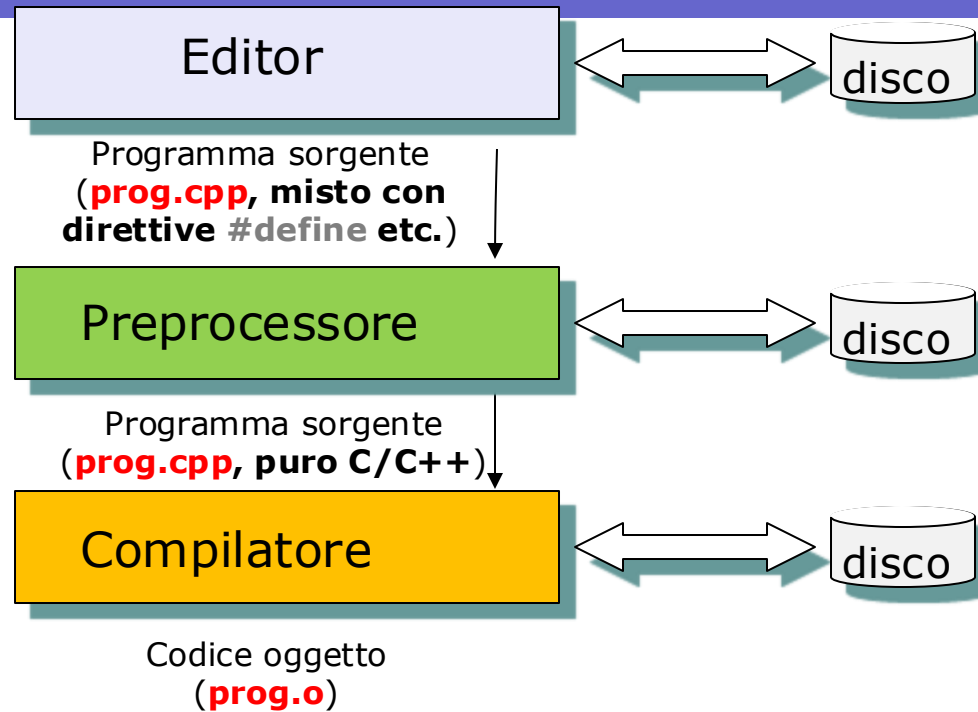 Editor
disco
Programma sorgente
(prog.cpp, misto con
direttive #define etc.)
Preprocessore
disco
Programma sorgente
(prog.cpp, puro C/C++)
Compilatore
disco
Codice oggetto
(prog.o)